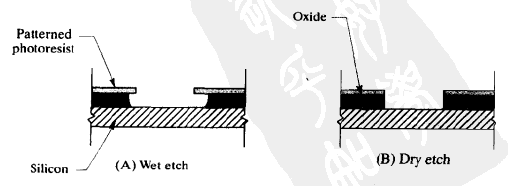 Oxide
Patterned
photoresist
Silicon
(A) Wet etch
(B) Dry etch